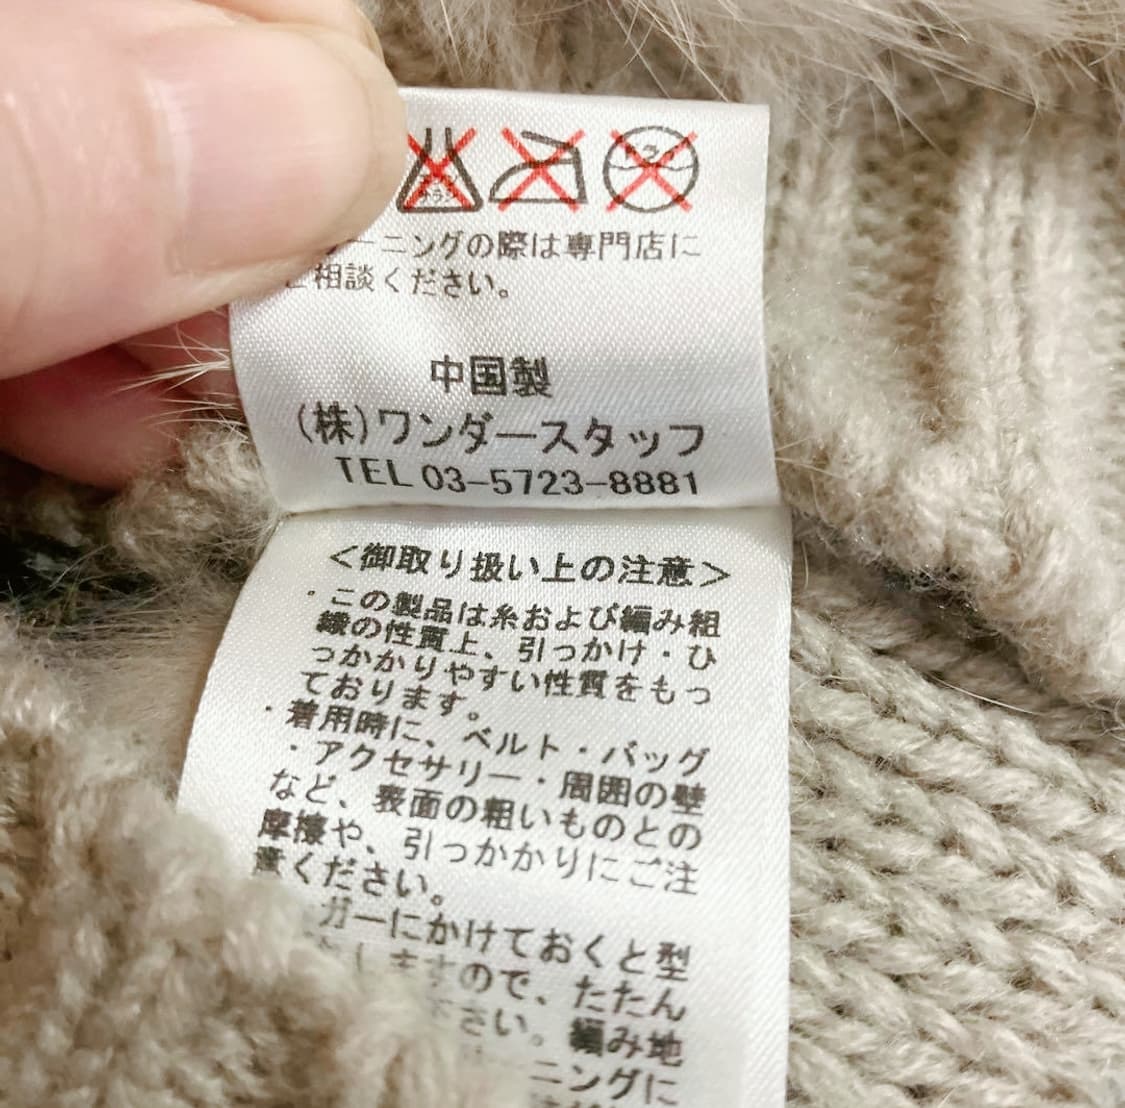 ーニングの際は専門店に
ご相談ください。
中国製
(株)ワンダースタッフ
TEL 03-5723-8881
<御取り扱い上の注意>
・この製品は糸および編み組
織の性質上、引っかけ・ひ
っかかりやすい性質をもっ
ております。
・着用時に、ベルト・バッグ
・アクセサリー・周囲の壁
など、表面の粗いものとの
摩擦や、引っかかりにご注
意ください。
ガーにかけておくと型
しますので、たたん
さい。編み地
ニングに